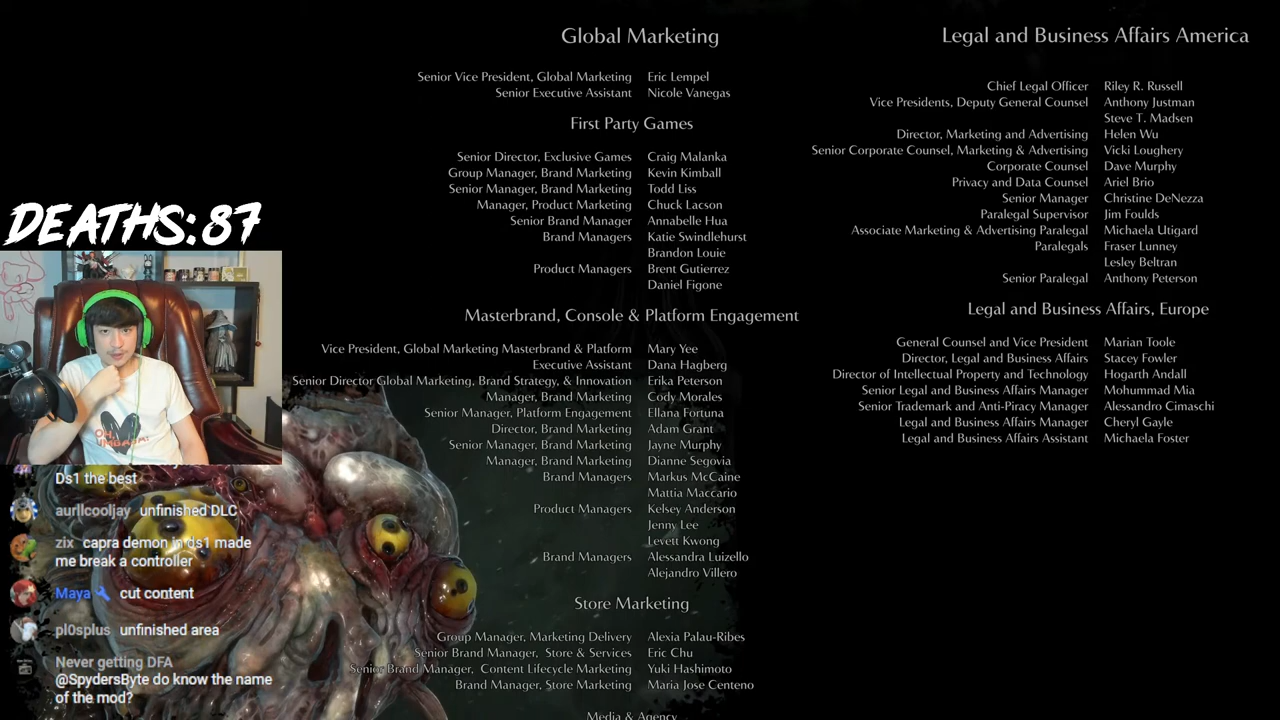 Global Marketing
Senior Vice President, Global Marketing Eric Lempel
Senior Executive Assistant Nicole Vanegas
First Party Games
Senior Director, Exclusive Games Craig Malanka
Group Manager, Brand Marketing Kevin Kimball
Senior Manager, Brand Marketing Todd Liss
Manager, Product Marketing Chuck Lacson
Senior Brand Manager Annabelle Hua
Brand Managers Katie Swindlehurst
Brandon Louie
Product Managers Brent Gutierrez
Daniel Figone
Masterbrand, Console & Platform Engagement
Vice President, Global Marketing Masterbrand & Platform Mary Yee
Executive Assistant Dana Hagberg
Senior Director Global Marketing, Brand Strategy, & Innovation Erika Peterson
Manager, Brand Marketing Cody Morales
Senior Manager, Platform Engagement Ellana Fortuna
Director, Brand Marketing Adam Grant
Senior Manager, Brand Marketing Jayne Murphy
Manager, Brand Marketing Dianne Segovia
Brand Managers Markus McCaine
Mattia Maccario
Product Managers Kelsey Anderson
Jenny Lee
Levett Kwong
Brand Managers Alessandra Luizello
Alejandro Villero
Store Marketing
Group Manager, Marketing Delivery Alexia Palau-Ribes
Senior Brand Manager, Store & Services Eric Chu
Senior Brand Manager, Content Lifecycle Marketing Yuki Hashimoto
Brand Manager, Store Marketing Maria Jose Centeno
Media & Agency
Legal and Business Affairs America
Chief Legal Officer Riley R. Russell
Vice Presidents, Deputy General Counsel Anthony Justman
Steve T. Madsen
Director, Marketing and Advertising Helen Wu
Senior Corporate Counsel, Marketing & Advertising Vicki Loughery
Corporate Counsel Dave Murphy
Privacy and Data Counsel Ariel Brio
Senior Manager Christine DeNezza
Paralegal Supervisor Jim Foulds
Associate Marketing & Advertising Paralegal Michaela Utigard
Paralegals Fraser Lunney
Lesley Beltran
Senior Paralegal Anthony Peterson
Legal and Business Affairs, Europe
General Counsel and Vice President Marian Toole
Director, Legal and Business Affairs Stacey Fowler
Director of Intellectual Property and Technology Hogarth Andall
Senior Legal and Business Affairs Manager Mohummad Mia
Senior Trademark and Anti-Piracy Manager Alessandro Cimaschi
Legal and Business Affairs Manager Cheryl Gayle
Legal and Business Affairs Assistant Michaela Foster
DEATHS:87
OH,
Ds1 the best
aurllcooljay unfinished DLC
zix capra demon in ds1 made
me break a controller
Maya cut content
pl0splus unfinished area
Never getting DFA
@SpydersByte do know the name
of the mod?